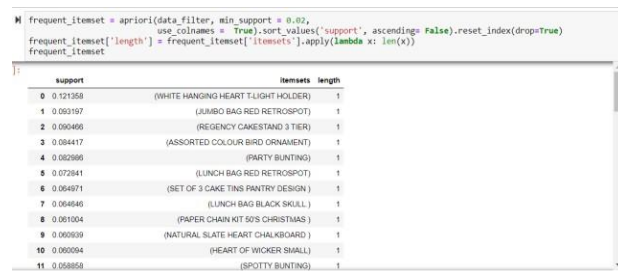 frequent_itemset = apriori(data_filter, min_support = 0.02,
use_colnames = True).sort_values('support', ascending= False).reset_index(drop=True)
frequent_itemset['length'] = frequent_itemset['itemsets'].apply(lambda x: len(x))
frequent_itemset
]:
support itemsets length
0 0.121358 (WHITE HANGING HEART T-LIGHT HOLDER) 1
1 0.093197 (JUMBO BAG RED RETROSPOT) 1
2 0.090466 (REGENCY CAKESTAND 3 TIER) 1
3 0.084417 (ASSORTED COLOUR BIRD ORNAMENT) 1
4 0.082986 (PARTY BUNTING) 1
5 0.072841 (LUNCH BAG RED RETROSPOT) 1
6 0.064971 (SET OF 3 CAKE TINS PANTRY DESIGN ) 1
7 0.064646 (LUNCH BAG BLACK SKULL.) 1
8 0.061004 (PAPER CHAIN KIT 50'S CHRISTMAS ) 1
9 0.060939 (NATURAL SLATE HEART CHALKBOARD ) 1
10 0.060094 (HEART OF WICKER SMALL) 1
11 0.058858 (SPOTTY BUNTING) 1